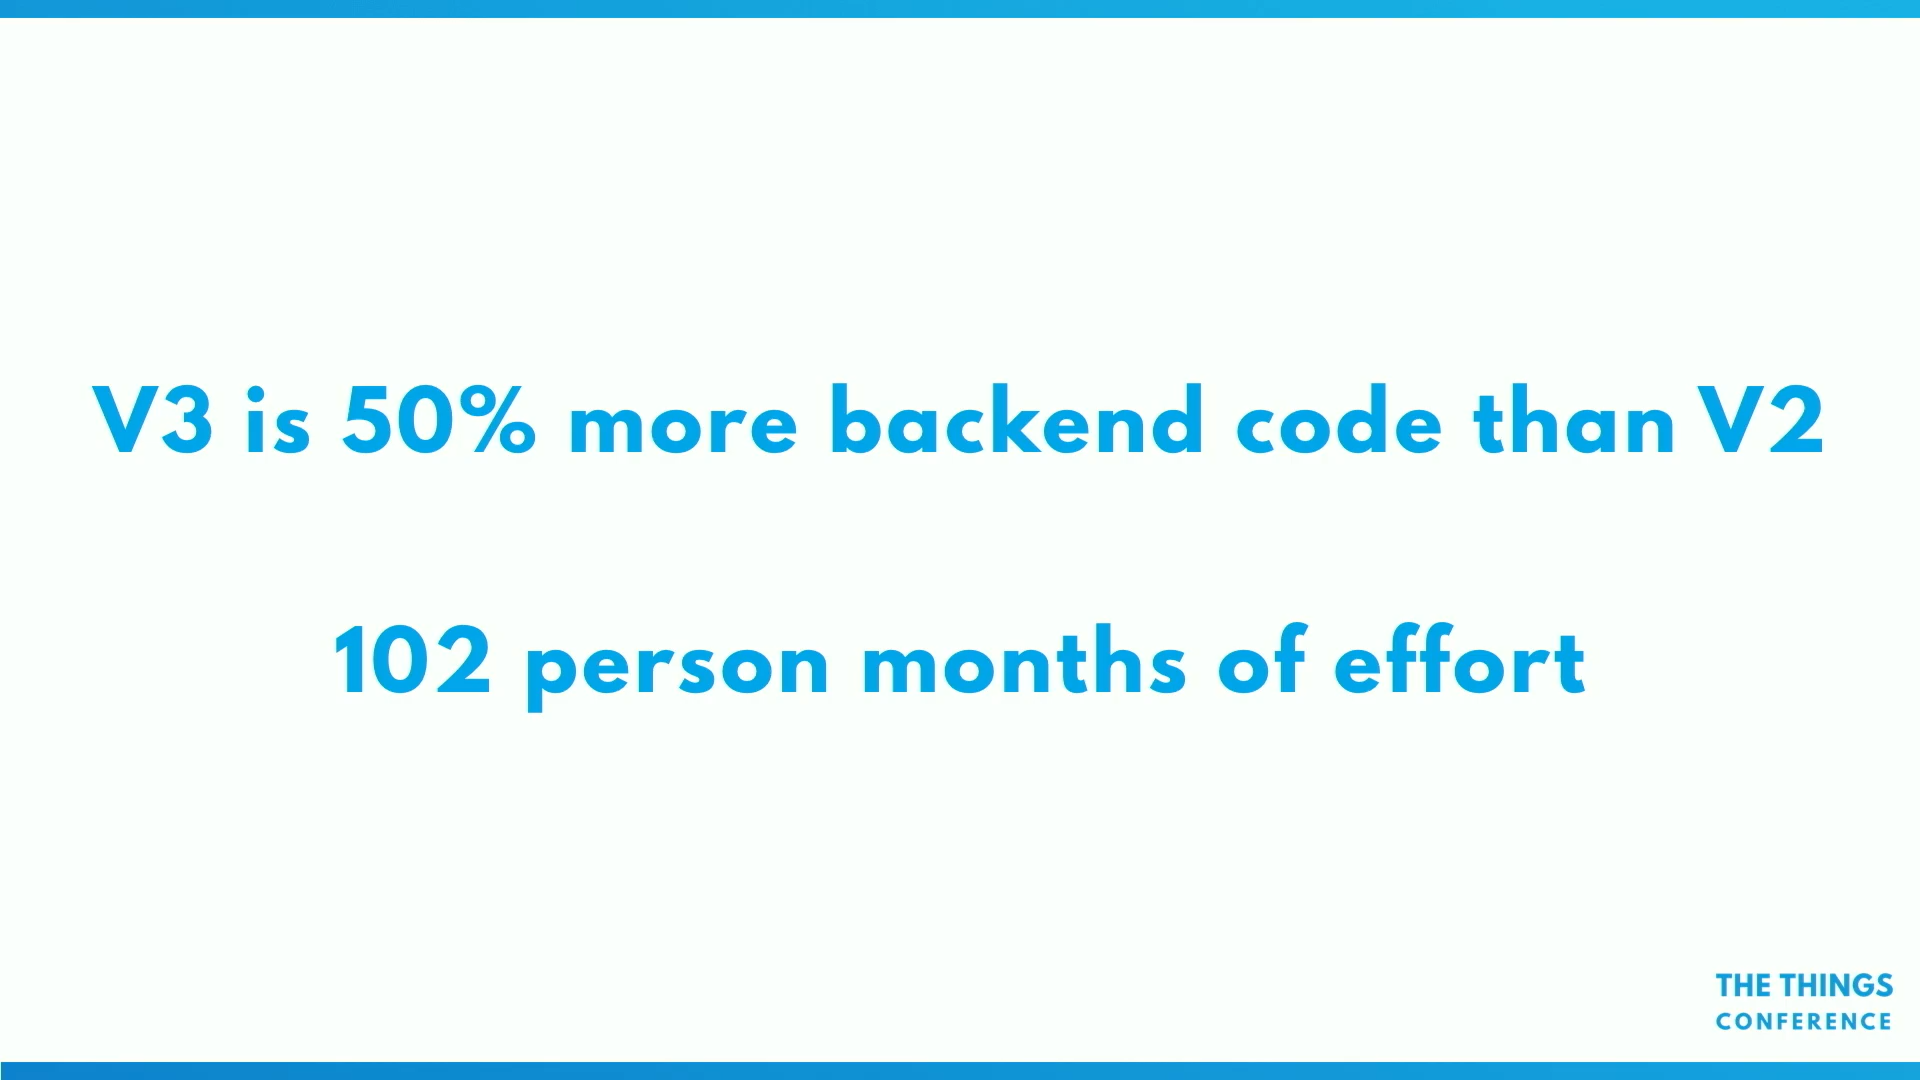 V3 is 50% more backend code than V2
102 person months of effort
THE THINGS
CONFERENCE